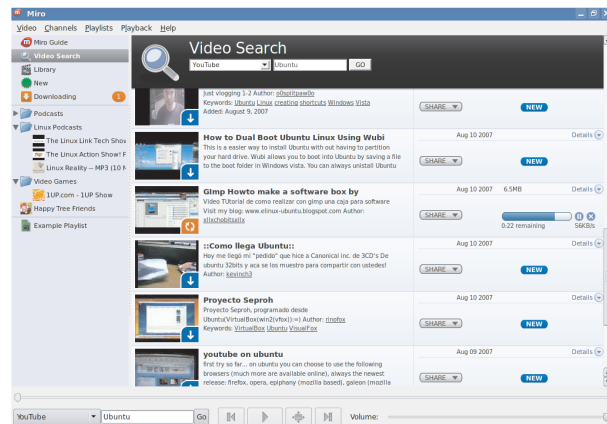 Miro
Video Channels Playlists Playback Help
Miro Guide
Video Search
Library
New
Downloading 1
Podcasts
Linux Podcasts
The Linux Link Tech Show
The Linux Action Show! F
Linux Reality -- MP3 (10 M
Video Games
1UP.com - 1UP Show
Happy Tree Friends
Example Playlist
Video Search
YouTube Ubuntu GO
just vlogging 1-2 Author: o0splitpaw0o
Keywords: Ubuntu Linux creating shortcuts Windows Vista
Added: August 9, 2007
SHARE NEW
How to Dual Boot Ubuntu Linux Using Wubi
This is a easier way to install Ubuntu with out having to partition
your hard drive. Wubi allows you to boot into Ubuntu by saving a file
to the boot folder in Windows vista. You can always unistall Ubuntu
Aug 10 2007 Details
SHARE NEW
Gimp Howto make a software box by
Video TUtorial de como realizar con gimp una caja para software
Visit my blog: www.elinux-ubuntu.blogspot.com Author:
xllxchobitsxllx
Aug 10 2007 6.5MB Details
SHARE
0:22 remaining 56KB/s
::Como llega Ubuntu::
Hey me llegó mi "pedido" que hice a Canonical inc. de 3CD's De
ubuntu 32bits y aca se los muestro para compartir con ustedes!
Author: kevinch3
Aug 10 2007 Details
SHARE NEW
Proyecto Seproh
Proyecto Seproh, programado desde
Ubuntu(VirtualBox(win2(vfox)):=) Author: rinofox
Keywords: VirtualBox Ubuntu VisualFox
Aug 10 2007 Details
SHARE NEW
youtube on ubuntu
first try so far... on ubuntu you can choose to use the following
browsers (much more are available online), always the newest
release: firefox, opera, epiphany (mozilla based), galeon (mozilla
Aug 09 2007 Details
SHARE NEW
YouTube Ubuntu Go Volume: